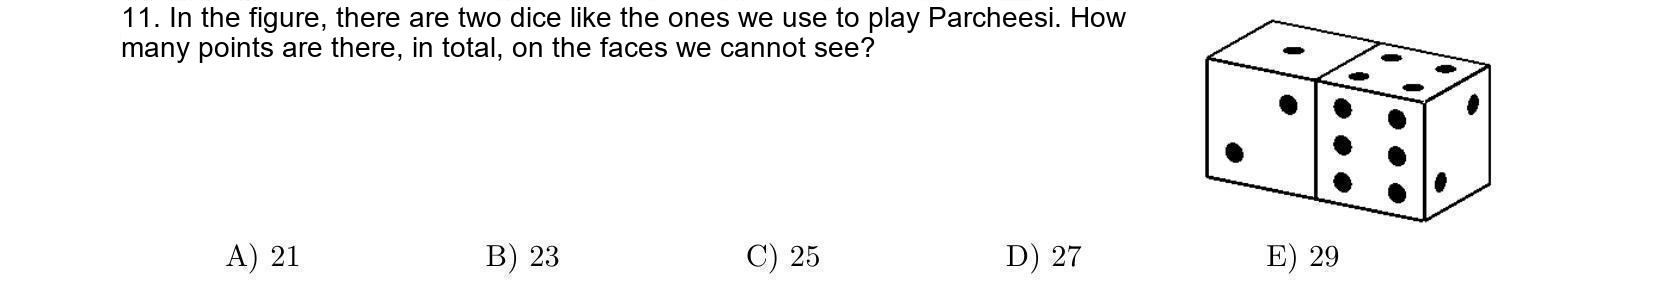 11. In the figure, there are two dice like the ones we use to play Parcheesi. How
many points are there, in total, on the faces we cannot see?
A) 21 B) 23 C) 25 D) 27 E) 29